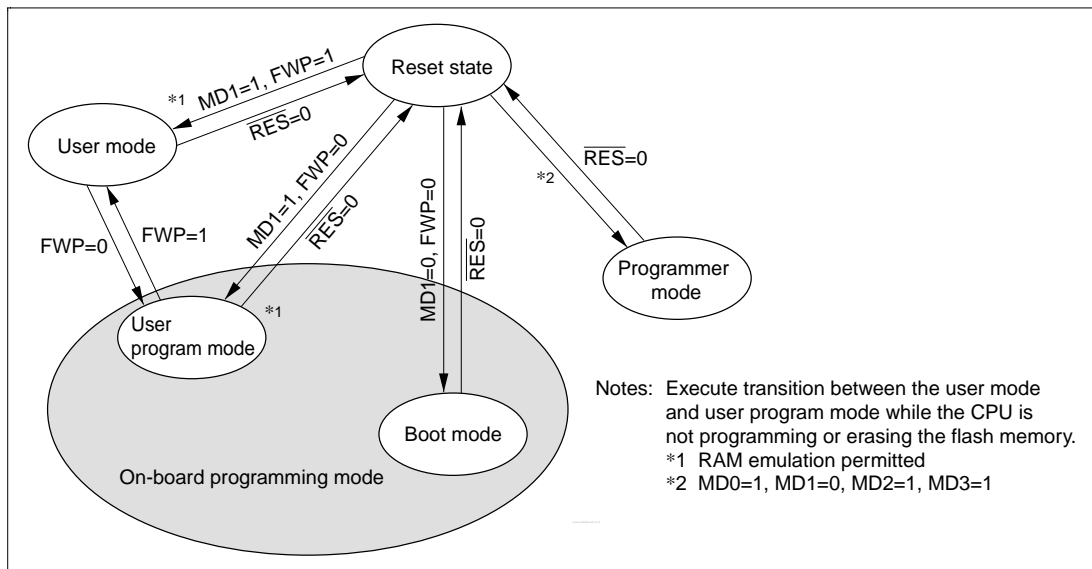 Reset state
*1
MD1=1, FWP=1
RES=0
User mode
MD1=1, FWP=0
RES=0
MD1=0, FWP=0
RES=0
*2
RES=0
FWP=0
FWP=1
Programmer
mode
User
program mode
*1
Boot mode
On-board programming mode
Notes: Execute transition between the user mode
and user program mode while the CPU is
not programming or erasing the flash memory.
*1 RAM emulation permitted
*2 MD0=1, MD1=0, MD2=1, MD3=1